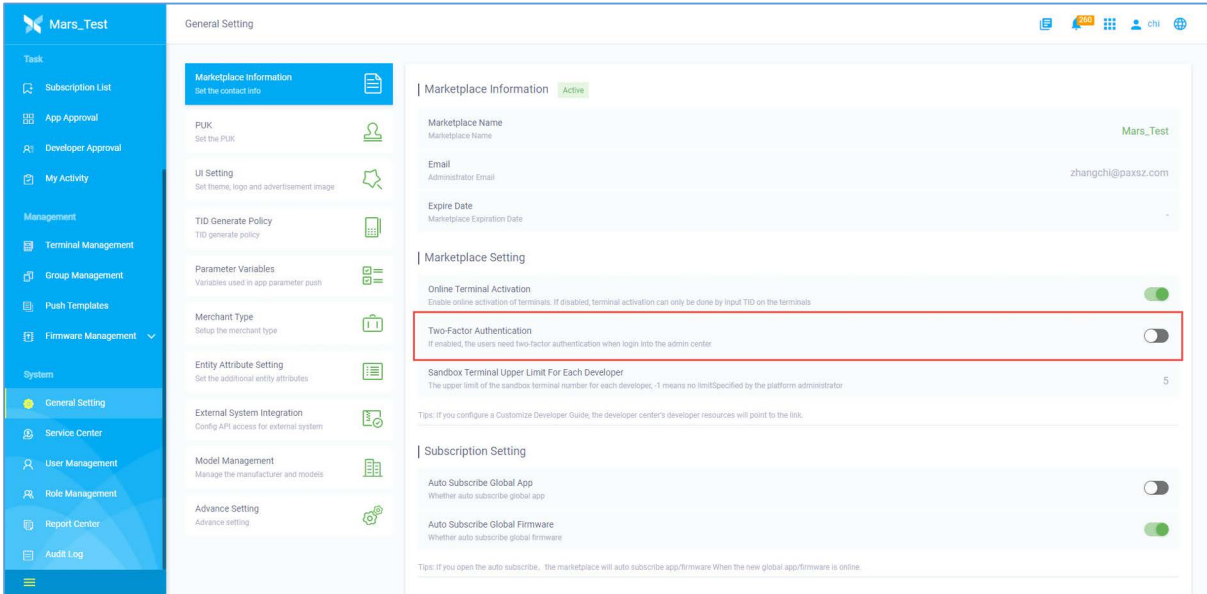 Mars_Test
General Setting
260
chi
Task
Subscription List
App Approval
Developer Approval
My Activity
Management
Terminal Management
Group Management
Push Templates
Firmware Management
System
General Setting
Service Center
User Management
Role Management
Report Center
Audit Log
Marketplace Information
Set the contact info
PUK
Set the PUK
UI Setting
Set theme, logo and advertisement image
TID Generate Policy
TID generate policy
Parameter Variables
Variables used in app parameter push
Merchant Type
Setup the merchant type
Entity Attribute Setting
Set the additional entity attributes
External System Integration
Config API access for external system
Model Management
Manage the manufacturer and models
Advance Setting
Advance setting
Marketplace Information Active
Marketplace Name
Marketplace Name
Mars_Test
Email
Administrator Email
zhangchi@paxsz.com
Expire Date
Marketplace Expiration Date
-
Marketplace Setting
Online Terminal Activation
Enable online activation of terminals. If disabled, terminal activation can only be done by input TID on the terminals
Two-Factor Authentication
If enabled, the users need two-factor authentication when login into the admin center
Sandbox Terminal Upper Limit For Each Developer
The upper limit of the sandbox terminal number for each developer, -1 means no limitSpecified by the platform administrator
5
Tips: If you configure a Customize Developer Guide, the developer center's developer resources will point to the link.
Subscription Setting
Auto Subscribe Global App
Whether auto subscribe global app
Auto Subscribe Global Firmware
Whether auto subscribe global firmware
Tips: If you open the auto subscribe, the marketplace will auto subscribe app/firmware When the new global app/firmware is online.